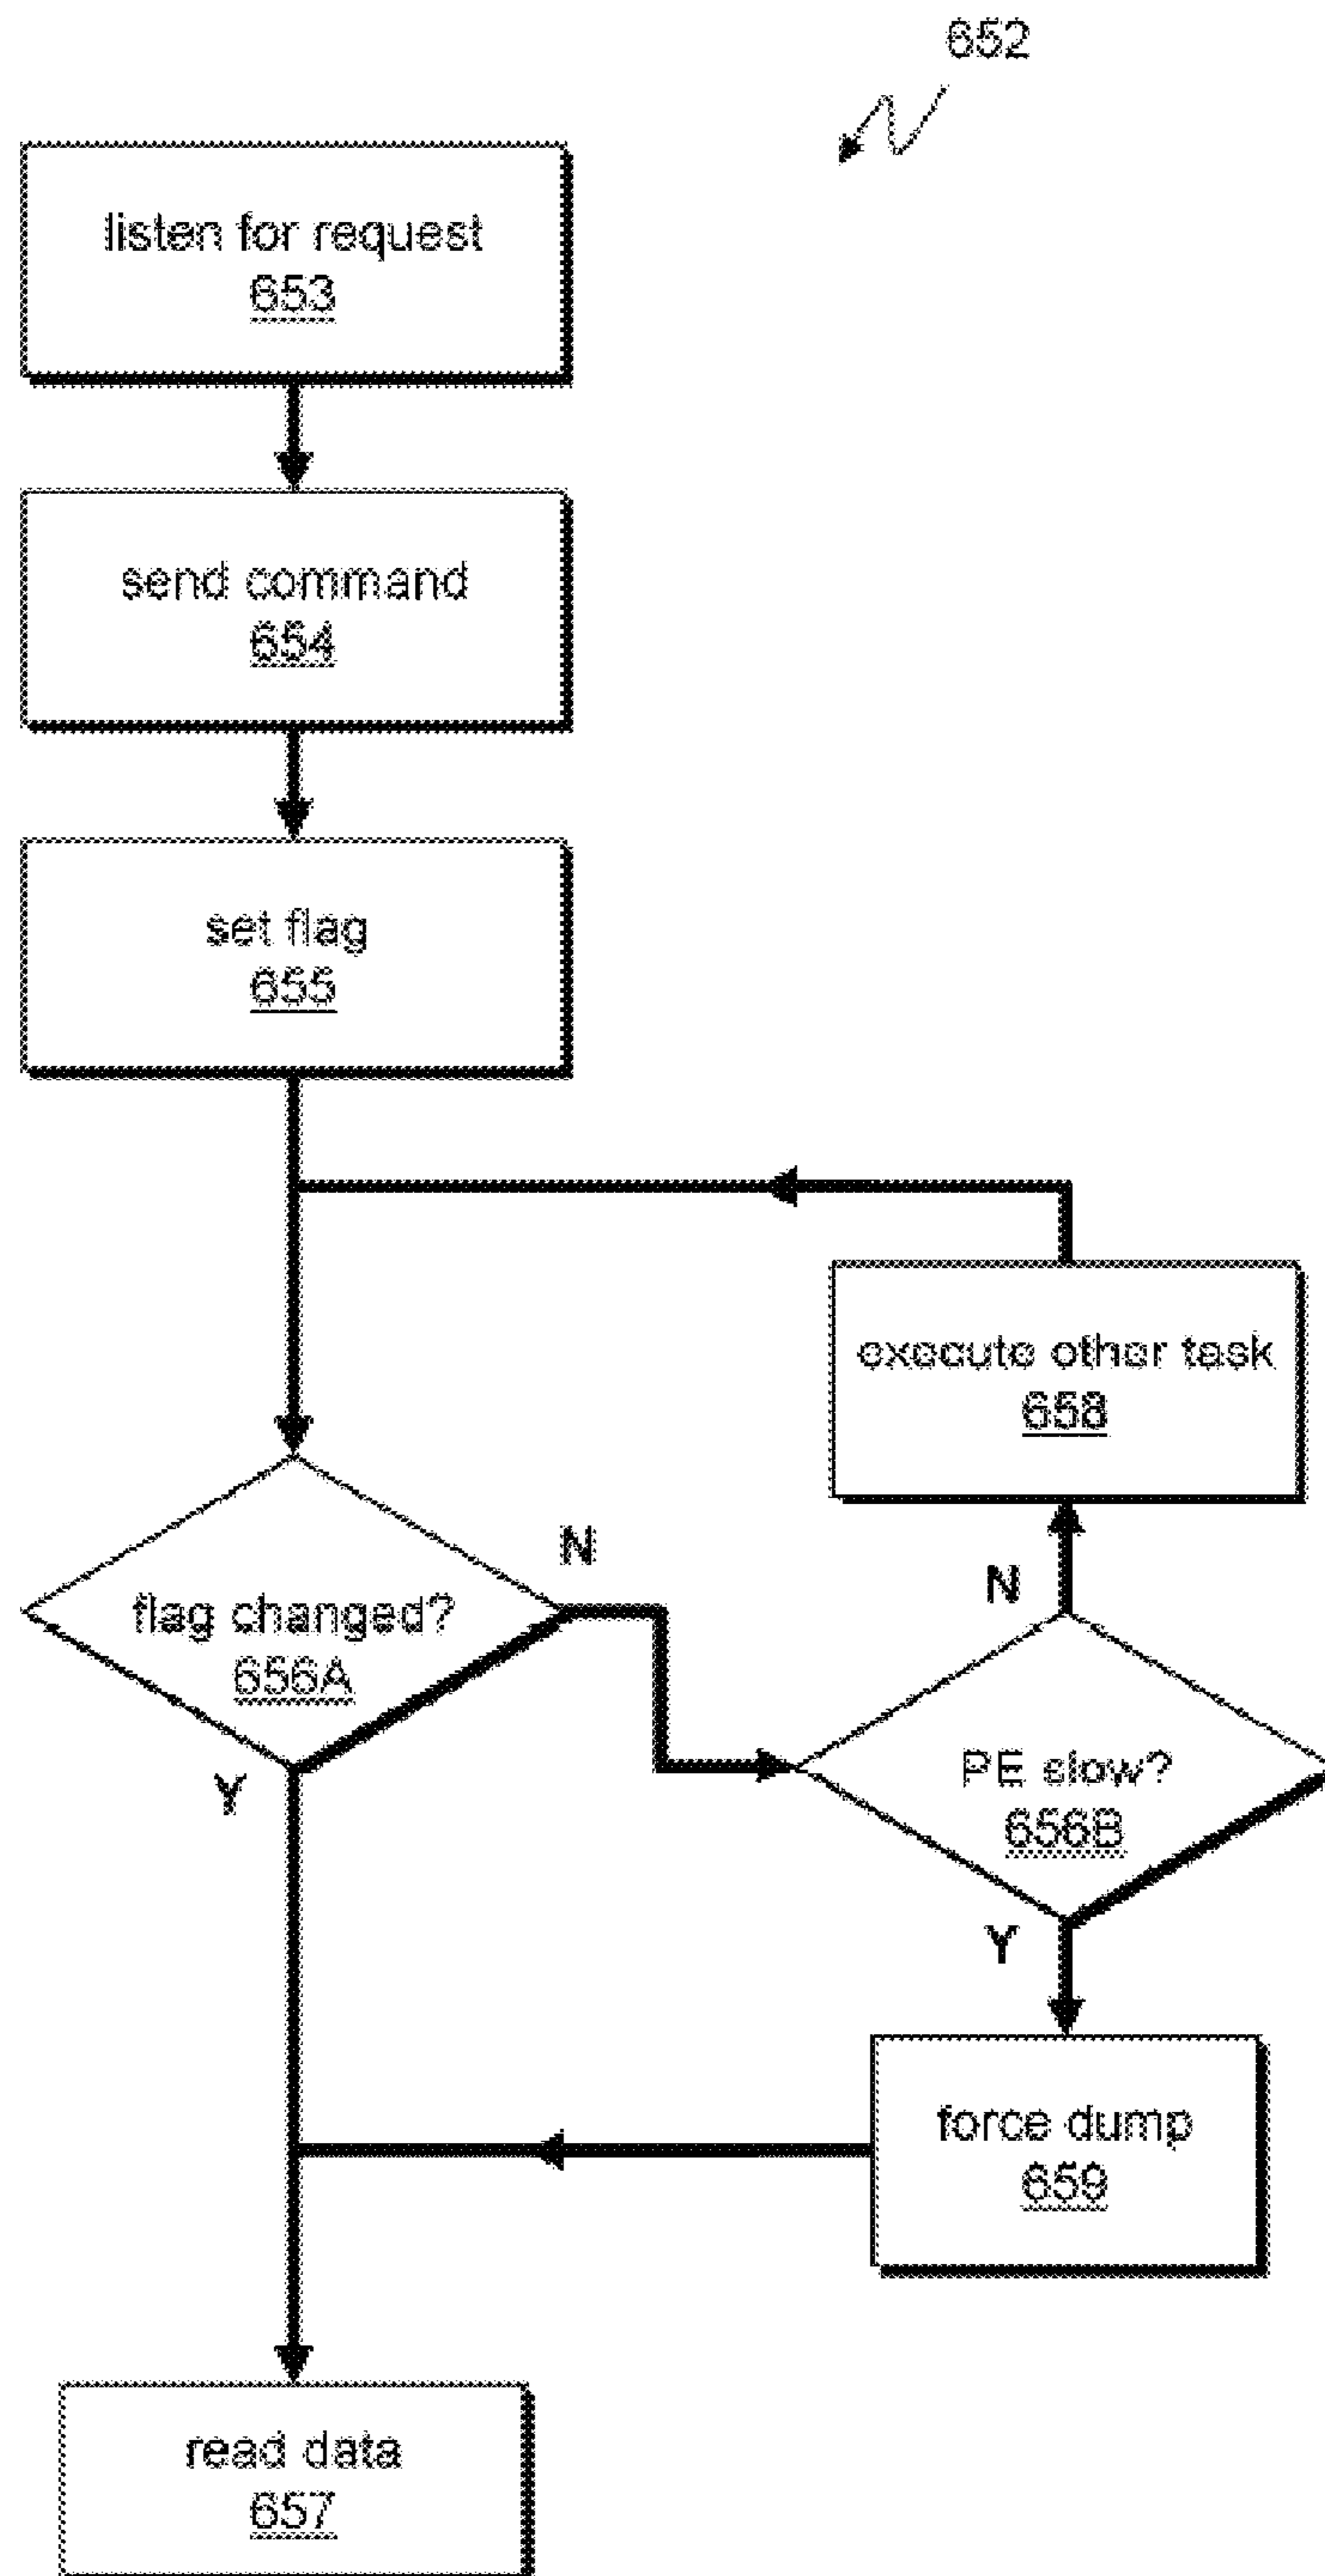 652
listen for request
653
send command
654
set flag
655
execute other task
658
N
N
flag changed?
656A
Y
PE slow?
656B
Y
force dump
659
read data
657